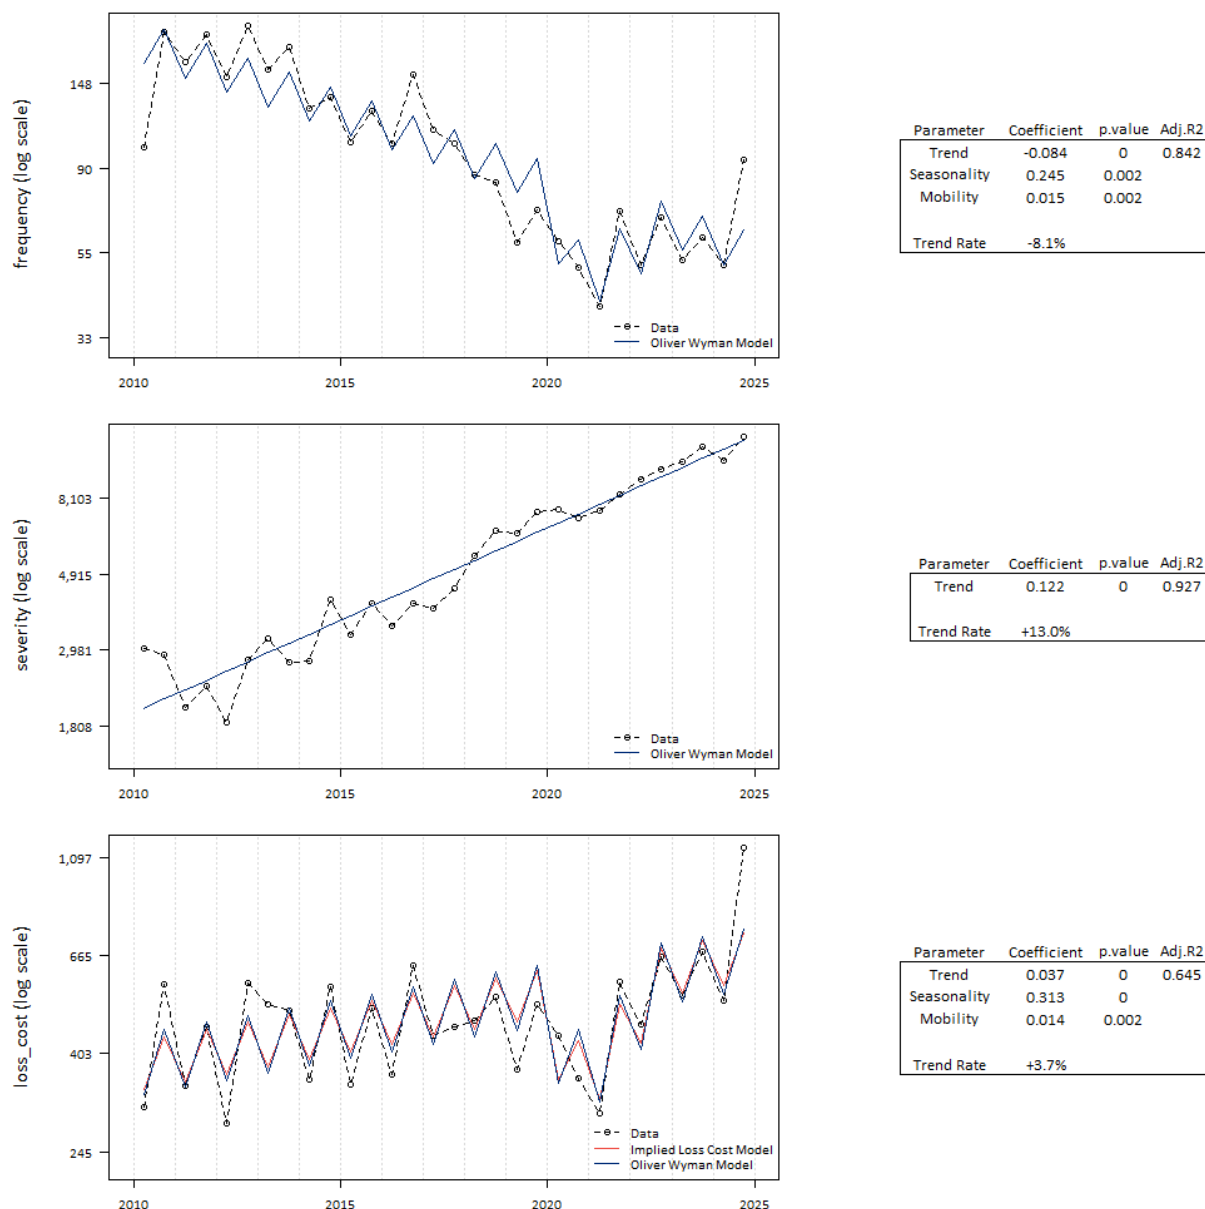 frequency (log scale)
148
90
55
33
Data
Oliver Wyman Model
2010 2015 2020 2025
Parameter Coefficient p.value Adj.R2
Trend -0.084 0 0.842
Seasonality 0.245 0.002
Mobility 0.015 0.002
Trend Rate -8.1%
severity (log scale)
8,103
4,915
2,981
1,808
Data
Oliver Wyman Model
2010 2015 2020 2025
Parameter Coefficient p.value Adj.R2
Trend 0.122 0 0.927
Trend Rate +13.0%
loss_cost (log scale)
1,097
665
403
245
Data
Implied Loss Cost Model
Oliver Wyman Model
2010 2015 2020 2025
Parameter Coefficient p.value Adj.R2
Trend 0.037 0 0.645
Seasonality 0.313 0
Mobility 0.014 0.002
Trend Rate +3.7%